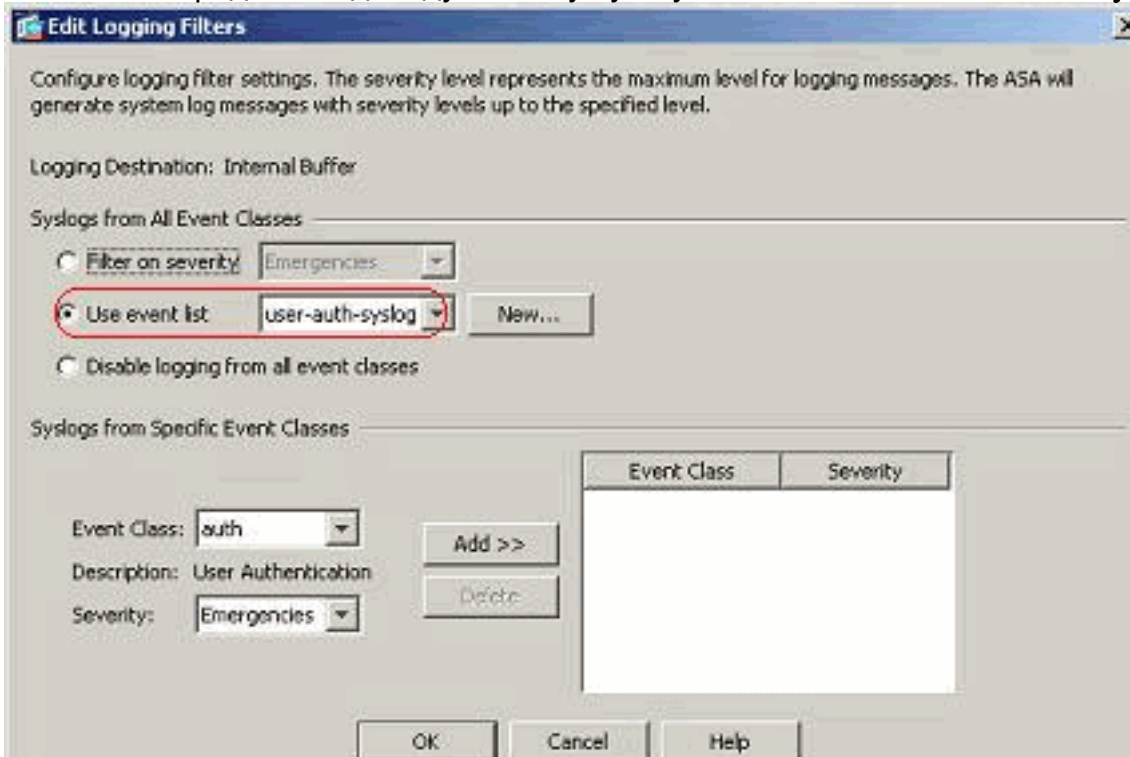 Edit Logging Filters
Configure logging filter settings. The severity level represents the maximum level for logging messages. The ASA will
generate system log messages with severity levels up to the specified level.
Logging Destination: Internal Buffer
Syslogs from All Event Classes
Filter on severity Emergencies
Use event list user-auth-syslog New...
Disable logging from all event classes
Syslogs from Specific Event Classes
Event Class Severity
Event Class: auth
Add >>
Description: User Authentication
Delete
Severity: Emergencies
OK Cancel Help